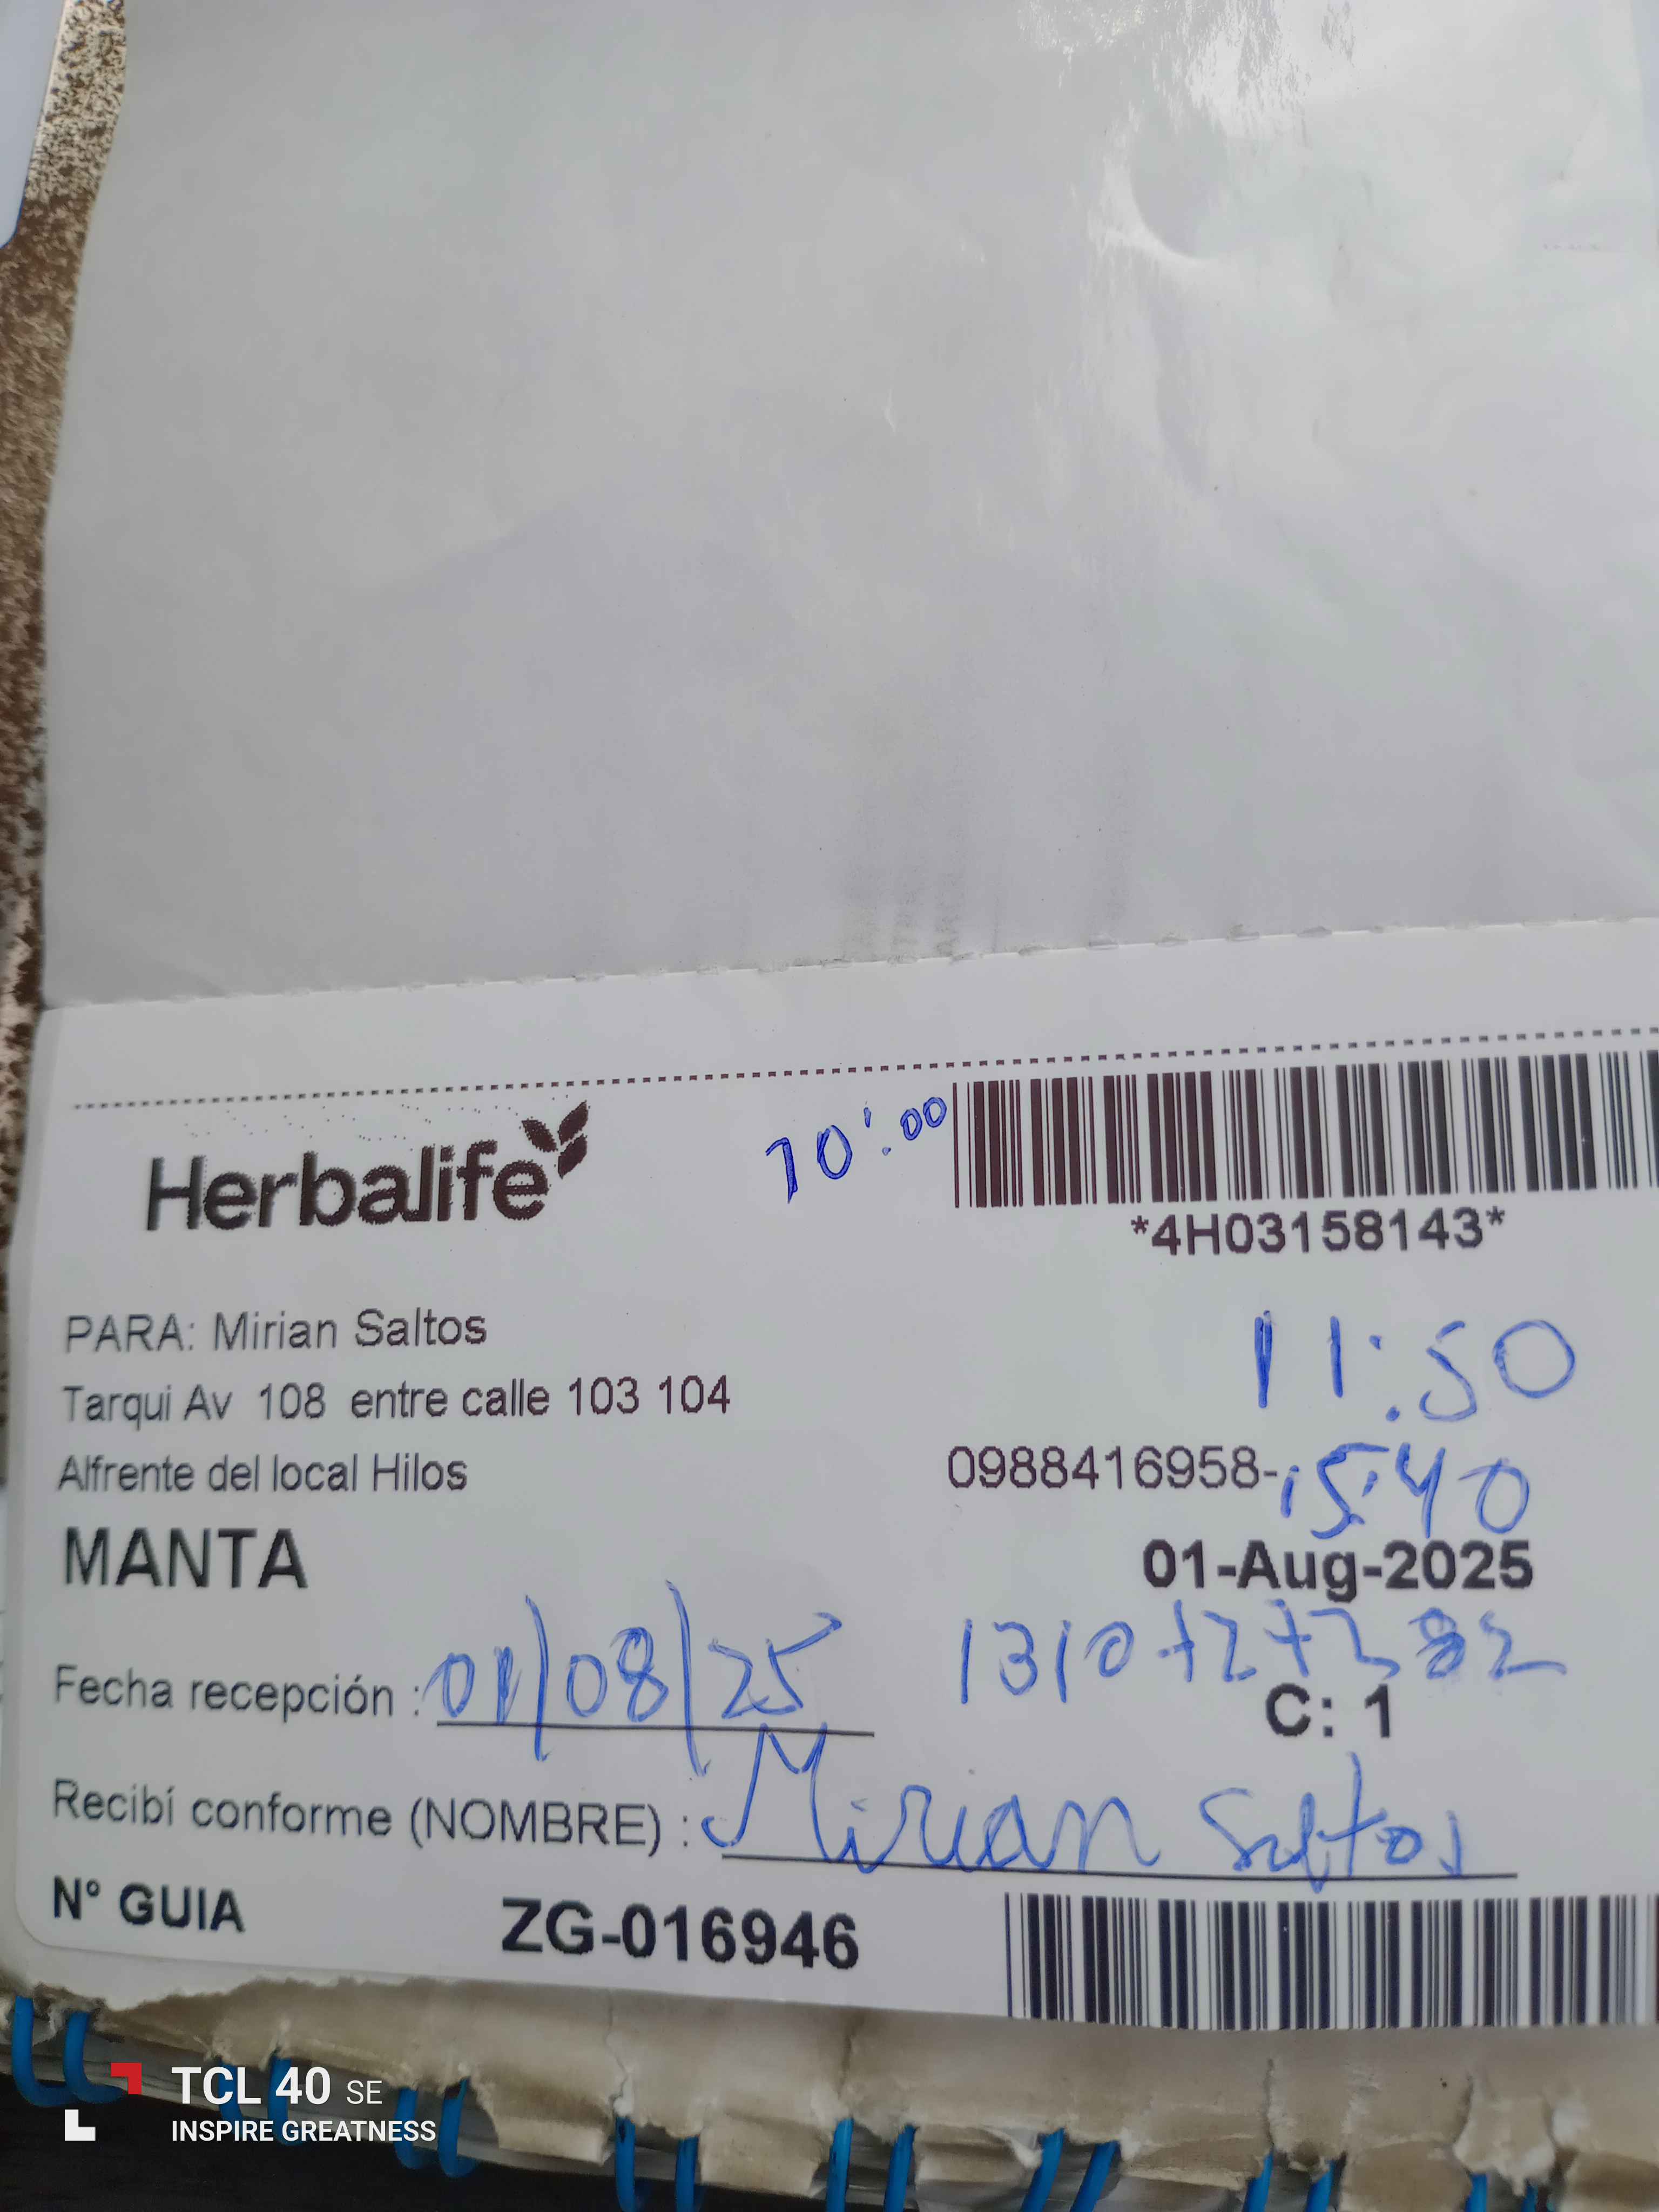 10:00
Herbalife
*4H03158143*
PARA: Mirian Saltos
11:50
Tarqui Av 108 entre calle 103 104
Alfrente del local Hilos
0988416958-
15:40
MANTA
01-Aug-2025
Fecha recepción : 01/08/25
C: 1
Recibí conforme (NOMBRE) : Mirian Saltos
N° GUIA ZG-016946
TCL 40 SE
INSPIRE GREATNESS